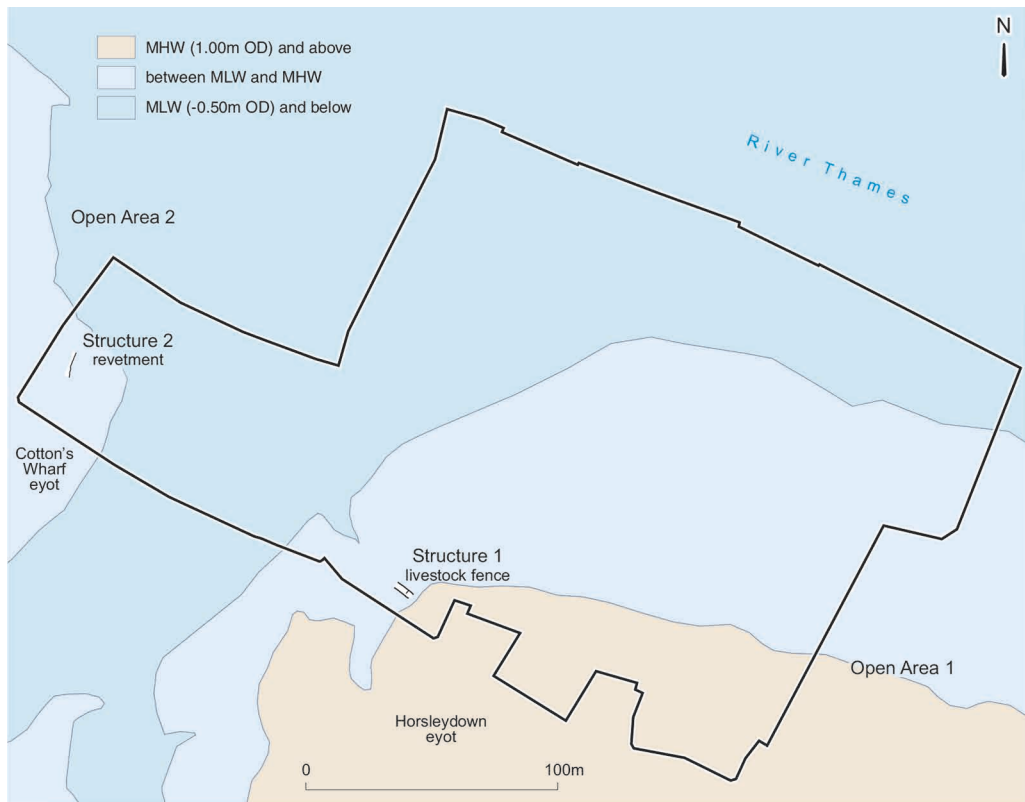 MHW (1.00m OD) and above
between MLW and MHW
MLW (-0.50m OD) and below
N
River Thames
Open Area 2
Structure 2
revetment
Cotton's
Wharf
eyot
Structure 1
livestock fence
Open Area 1
Horsleydown
eyot
0
100m